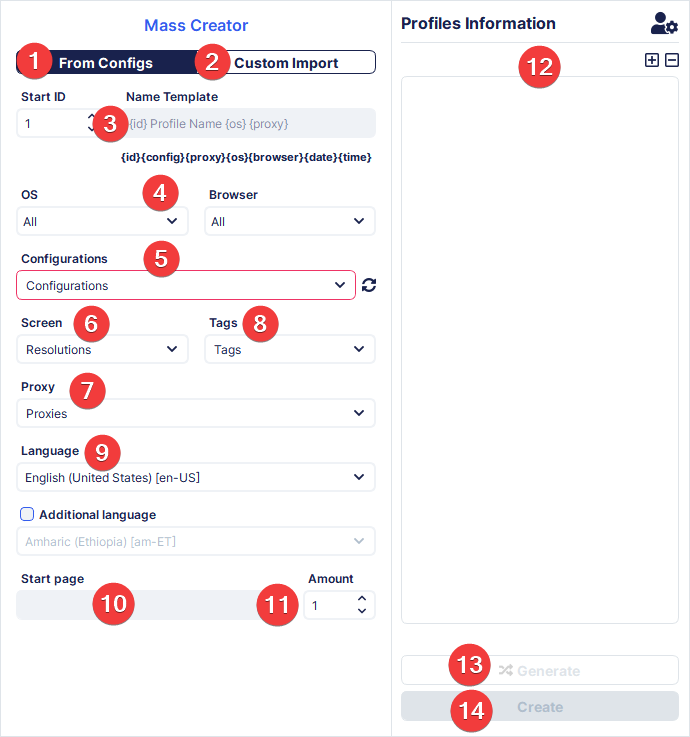 Mass Creator
1 From Configs
2 Custom Import
Start ID
Name Template
1
3 {id} Profile Name {os} {proxy}
{id}{config}{proxy}{os}{browser}{date}{time}
OS
4
Browser
All
All
Configurations
5
Configurations
Screen
6
Tags
8
Resolutions
Tags
Proxy
7
Proxies
Language
9
English (United States) [en-US]
Additional language
Amharic (Ethiopia) [am-ET]
Start page
Amount
10
11
1
Profiles Information
12
13
Generate
14
Create